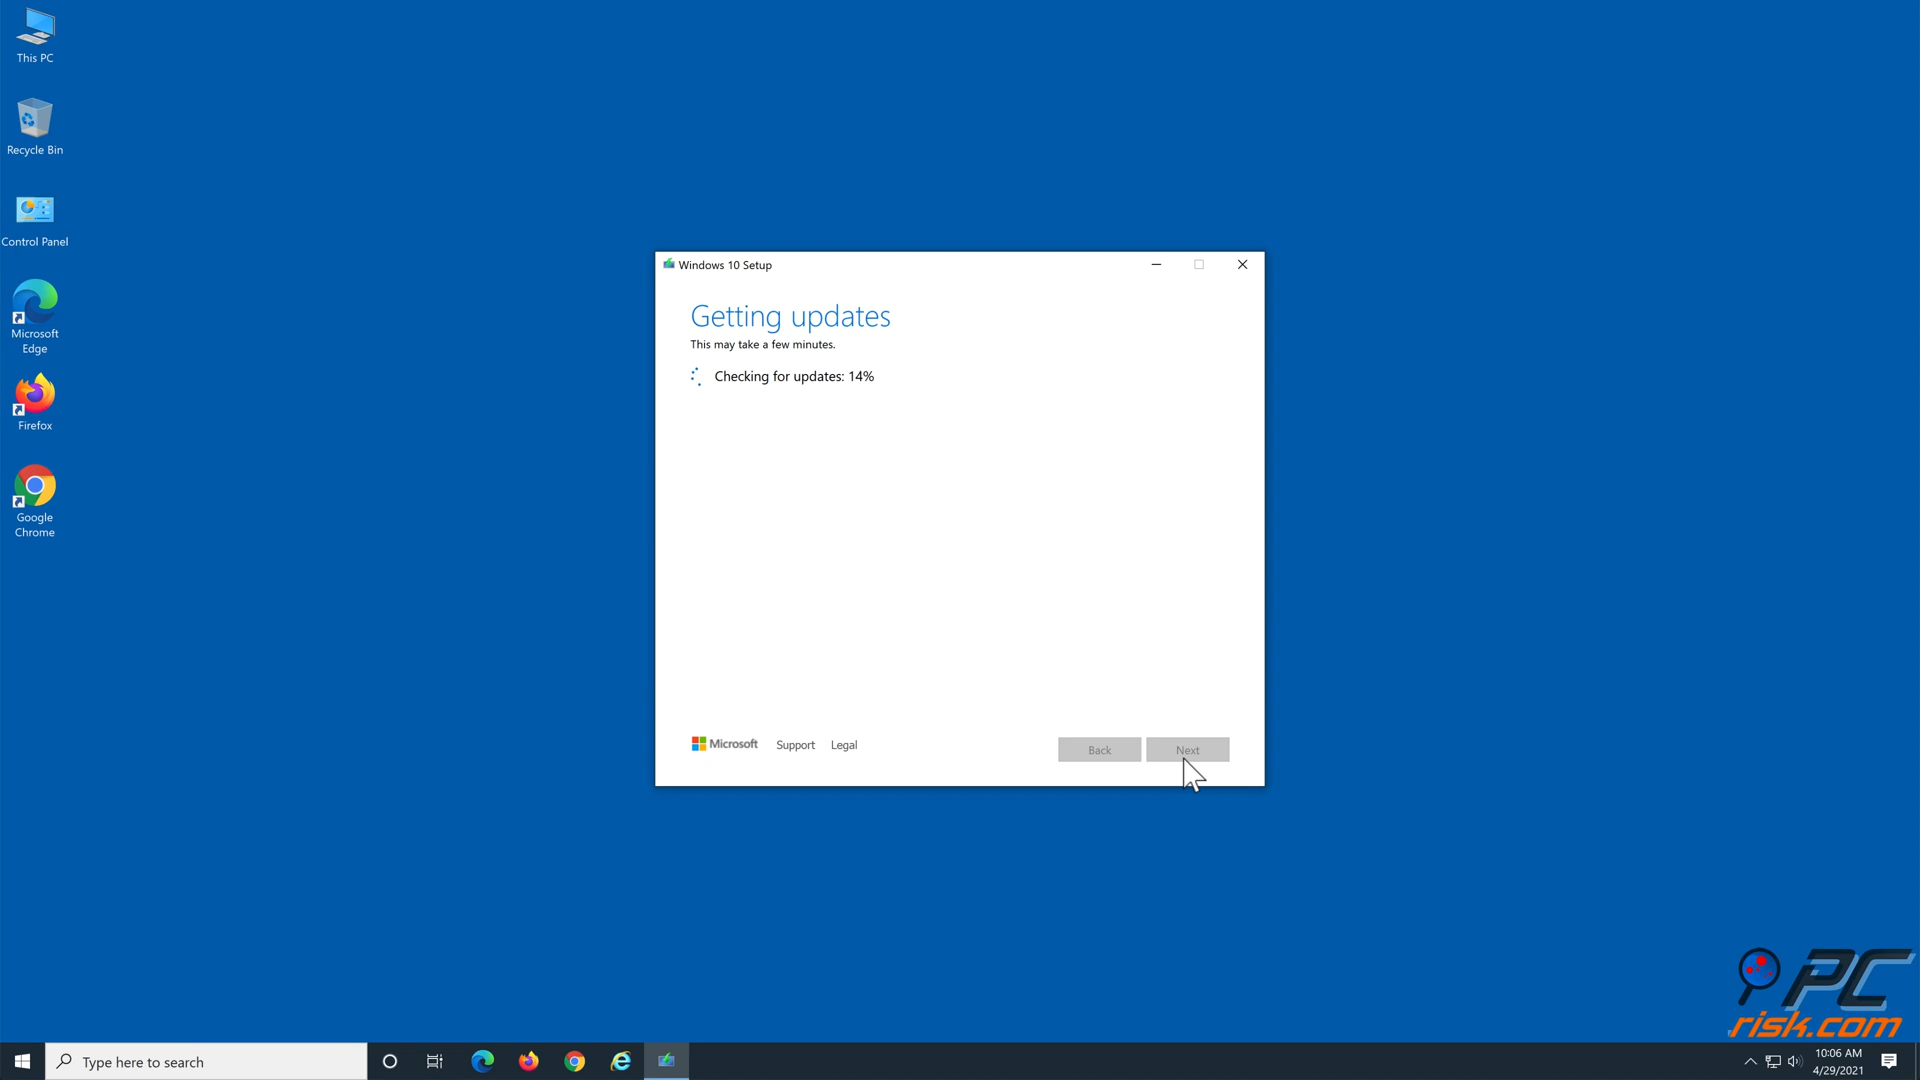 This PC
Recycle Bin
Control Panel
Microsoft
Edge
Firefox
Google
Chrome
Windows 10 Setup
Getting updates
This may take a few minutes.
Checking for updates: 14%
Microsoft
Support
Legal
Back
Next
PC
risk.com
Type here to search
10:06 AM
4/29/2021